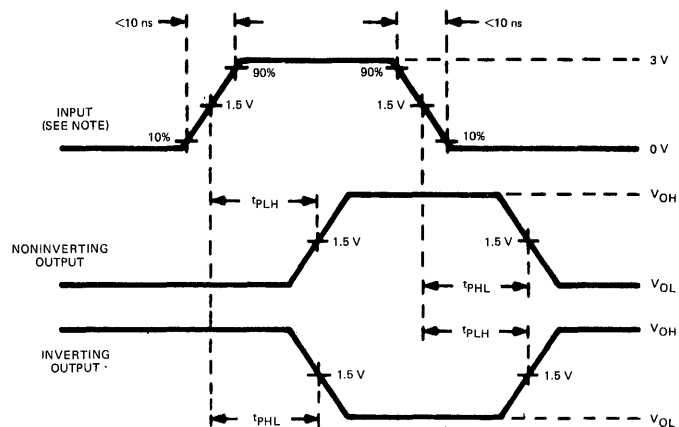 <10 ns
<10 ns
3 V
90%
90%
INPUT
(SEE NOTE)
1.5 V
1.5 V
10%
10%
0 V
tPLH
VOH
NONINVERTING
OUTPUT
1.5 V
1.5 V
tPHL
VOL
tPLH
VOH
INVERTING
OUTPUT
1.5 V
1.5 V
tPHL
VOL